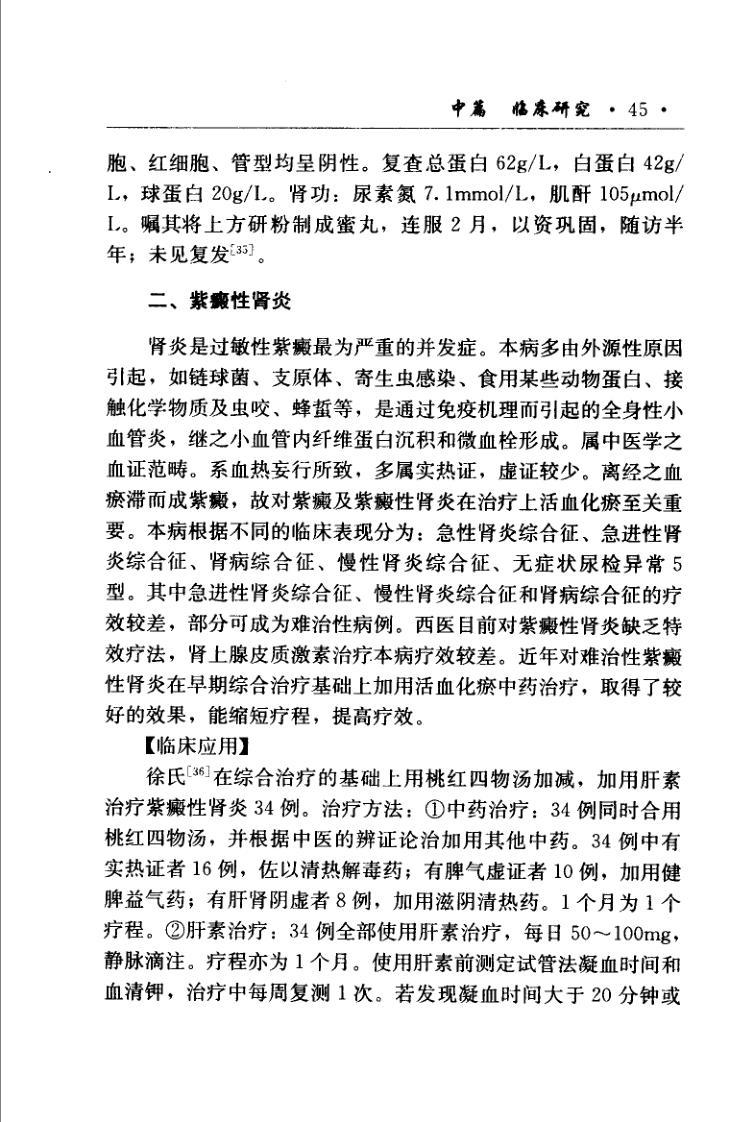 中篇 临床研究 · 45 ·
胞、红细胞、管型均呈阴性。复查总蛋白 62g/L，白蛋白 42g/
L，球蛋白 20g/L。肾功：尿素氮 7.1mmol/L，肌酐 105μmol/
L。嘱其将上方研粉制成蜜丸，连服 2 月，以资巩固，随访半
年；未见复发[35]。
二、紫癜性肾炎
肾炎是过敏性紫癜最为严重的并发症。本病多由外源性原因
引起，如链球菌、支原体、寄生虫感染、食用某些动物蛋白、接
触化学物质及虫咬、蜂蜇等，是通过免疫机理而引起的全身性小
血管炎，继之小血管内纤维蛋白沉积和微血栓形成。属中医学之
血证范畴。系血热妄行所致，多属实热证，虚证较少。离经之血
瘀滞而成紫癜，故对紫癜及紫癜性肾炎在治疗上活血化瘀至关重
要。本病根据不同的临床表现分为：急性肾炎综合征、急进性肾
炎综合征、肾病综合征、慢性肾炎综合征、无症状尿检异常 5
型。其中急进性肾炎综合征、慢性肾炎综合征和肾病综合征的疗
效较差，部分可成为难治性病例。西医目前对紫癜性肾炎缺乏特
效疗法，肾上腺皮质激素治疗本病疗效较差。近年对难治性紫癜
性肾炎在早期综合治疗基础上加用活血化瘀中药治疗，取得了较
好的效果，能缩短疗程，提高疗效。
【临床应用】
徐氏[36]在综合治疗的基础上用桃红四物汤加减，加用肝素
治疗紫癜性肾炎 34 例。治疗方法：①中药治疗：34 例同时合用
桃红四物汤，并根据中医的辨证论治加用其他中药。34 例中有
实热证者 16 例，佐以清热解毒药；有脾气虚证者 10 例，加用健
脾益气药；有肝肾阴虚者 8 例，加用滋阴清热药。1 个月为 1 个
疗程。②肝素治疗：34 例全部使用肝素治疗，每日 50～100mg，
静脉滴注。疗程亦为 1 个月。使用肝素前测定试管法凝血时间和
血清钾，治疗中每周复测 1 次。若发现凝血时间大于 20 分钟或